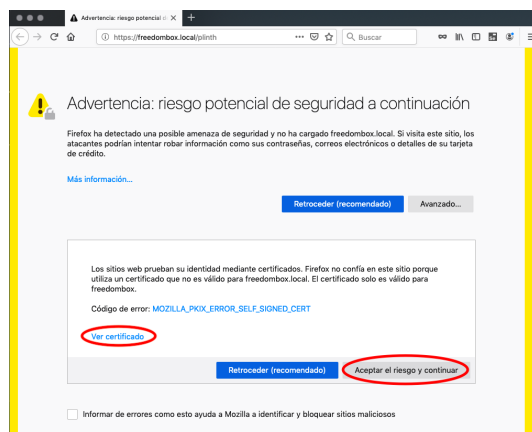 Advertencia: riesgo potencial d
https://freedombox.local/plinth
Buscar
Advertencia: riesgo potencial de seguridad a continuación
Firefox ha detectado una posible amenaza de seguridad y no ha cargado freedombox.local. Si visita este sitio, los
atacantes podrían intentar robar información como sus contraseñas, correos electrónicos o detalles de su tarjeta
de crédito.
Más información...
Retroceder (recomendado)
Avanzado...
Los sitios web prueban su identidad mediante certificados. Firefox no confía en este sitio porque
utiliza un certificado que no es válido para freedombox.local. El certificado solo es válido para
freedombox.
Código de error: MOZILLA_PKIX_ERROR_SELF_SIGNED_CERT
Ver certificado
Retroceder (recomendado)
Aceptar el riesgo y continuar
Informar de errores como esto ayuda a Mozilla a identificar y bloquear sitios maliciosos